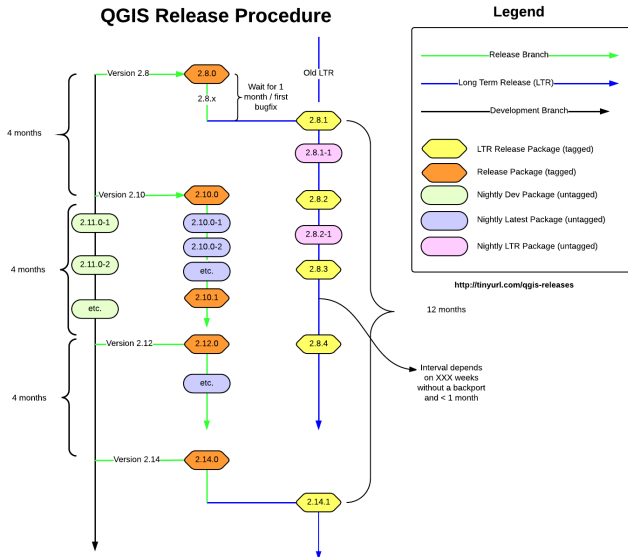 QGIS Release Procedure
Legend
Release Branch
Long Term Release (LTR)
Development Branch
LTR Release Package (tagged)
Release Package (tagged)
Nightly Dev Package (untagged)
Nightly Latest Package (untagged)
Nightly LTR Package (untagged)
http://tinyurl.com/qgis-releases
Version 2.8
2.8.0
2.8.x
Wait for 1
month / first
bugfix
Old LTR
2.8.1
4 months
2.8.1-1
Version 2.10
2.10.0
2.8.2
2.11.0-1
2.10.0-1
2.8.2-1
2.10.0-2
4 months
2.11.0-2
etc.
2.8.3
2.10.1
etc.
12 months
Version 2.12
2.12.0
2.8.4
Interval depends
on XXX weeks
without a backport
and < 1 month
4 months
etc.
Version 2.14
2.14.0
2.14.1